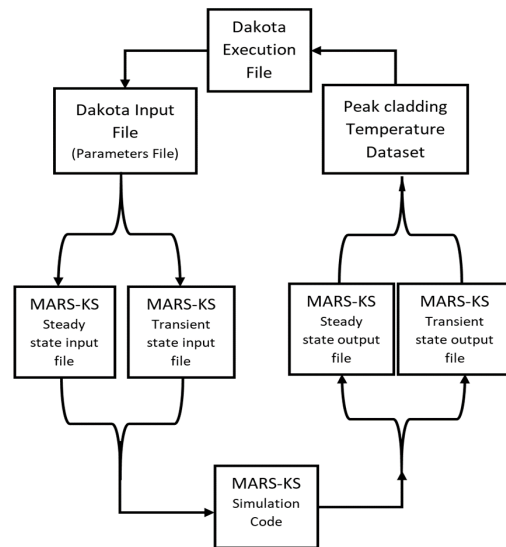 Dakota
Execution
File
Dakota Input
File
(Parameters File)
Peak cladding
Temperature
Dataset
MARS-KS
Steady
state input
file
MARS-KS
Transient
state input
file
MARS-KS
Steady
state output
file
MARS-KS
Transient
state output
file
MARS-KS
Simulation
Code